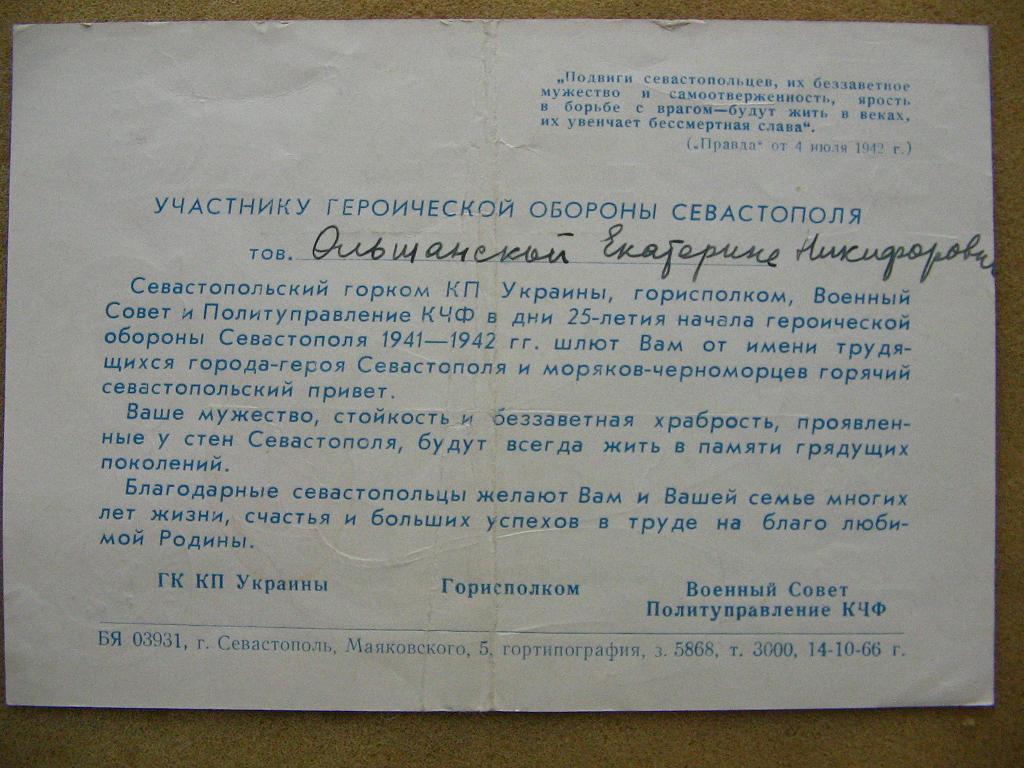 „Подвиги севастопольцев, их беззаветное
мужество и самоотверженность, ярость
в борьбе с врагом—будут жить в веках,
их увенчает бессмертная слава“.
(„Правда“ от 4 июля 1942 г.)
УЧАСТНИКУ ГЕРОИЧЕСКОЙ ОБОРОНЫ СЕВАСТОПОЛЯ
тов. Ольшанской Екатерине Никифоровн
Севастопольский горком КП Украины, горисполком, Военный
Совет и Политуправление КЧФ в дни 25-летия начала героической
обороны Севастополя 1941—1942 гг. шлют Вам от имени трудя-
щихся города-героя Севастополя и моряков-черноморцев горячий
севастопольский привет.
Ваше мужество, стойкость и беззаветная храбрость, проявлен-
ные у стен Севастополя, будут всегда жить в памяти грядущих
поколений.
Благодарные севастопольцы желают Вам и Вашей семье многих
лет жизни, счастья и больших успехов в труде на благо люби-
мой Родины.
ГК КП Украины Горисполком Военный Совет
Политуправление КЧФ
БЯ 03931, г. Севастополь, Маяковского, 5, гортипография, з. 5868, т. 3000, 14-10-66 г.